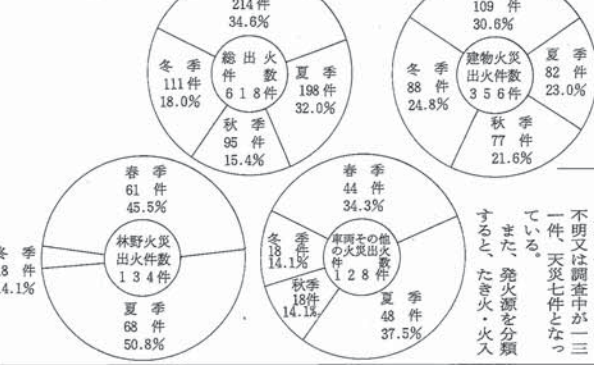 214件
34.6%
夏 季
198件
32.0%
秋 季
95 件
15.4%
冬 季
111件
18.0%
総 出 火
件 数
6 1 8 件
109 件
30.6%
夏 季
82 件
23.0%
秋 季
77 件
21.6%
冬 季
88 件
24.8%
建物火災
出火件数
3 5 6 件
春 季
61 件
45.5%
夏 季
68 件
50.8%
冬 季
8 件
4.1%
林野火災
出火件数
1 3 4 件
春 季
44 件
34.3%
夏 季
48 件
37.5%
秋季
18件
14.1%
冬 季
18 件
14.1%
車両その他
の火災出火
件 数
1 2 8 件
不明又は調査中が一三
一件、天災七件となっ
ている。
また、発火源を分類
すると、たき火・火入